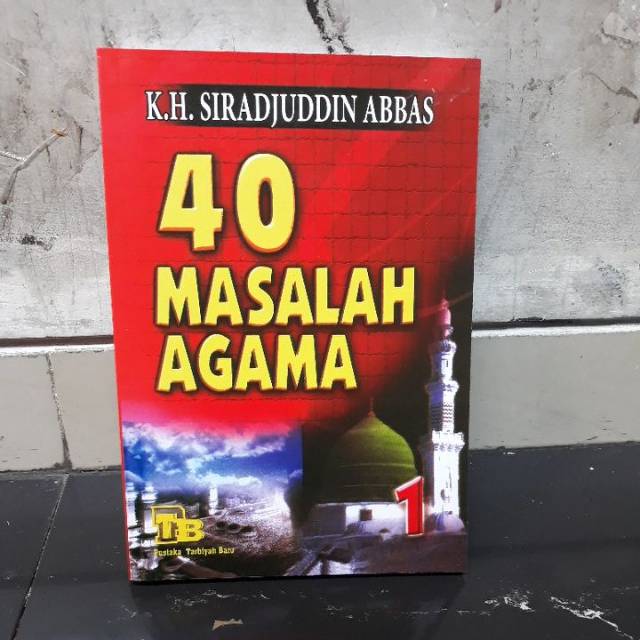 K.H. SIRADJUDDIN ABBAS
40
MASALAH
AGAMA
1
TB
Pustaka Tarbiyah Baru